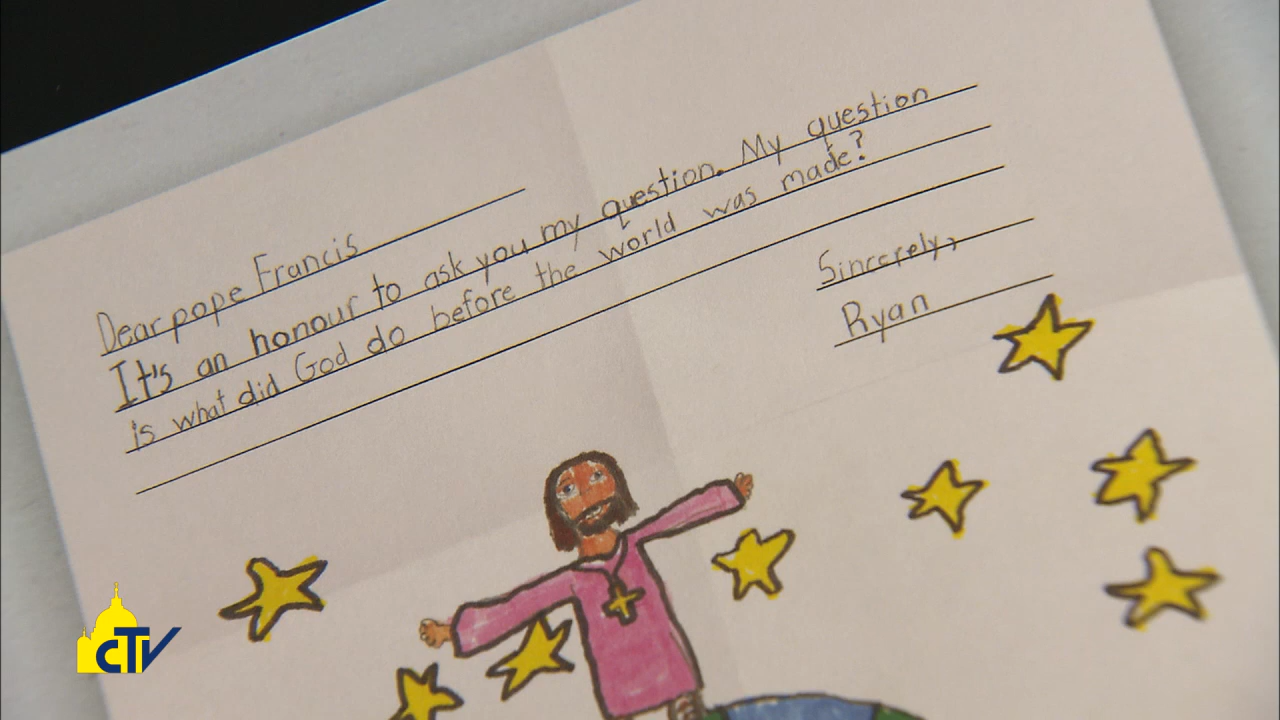 Dear pope Francis
It's an honour to ask you my question. My question
is what did God do before the world was made?
Sincerely,
Ryan
CTV